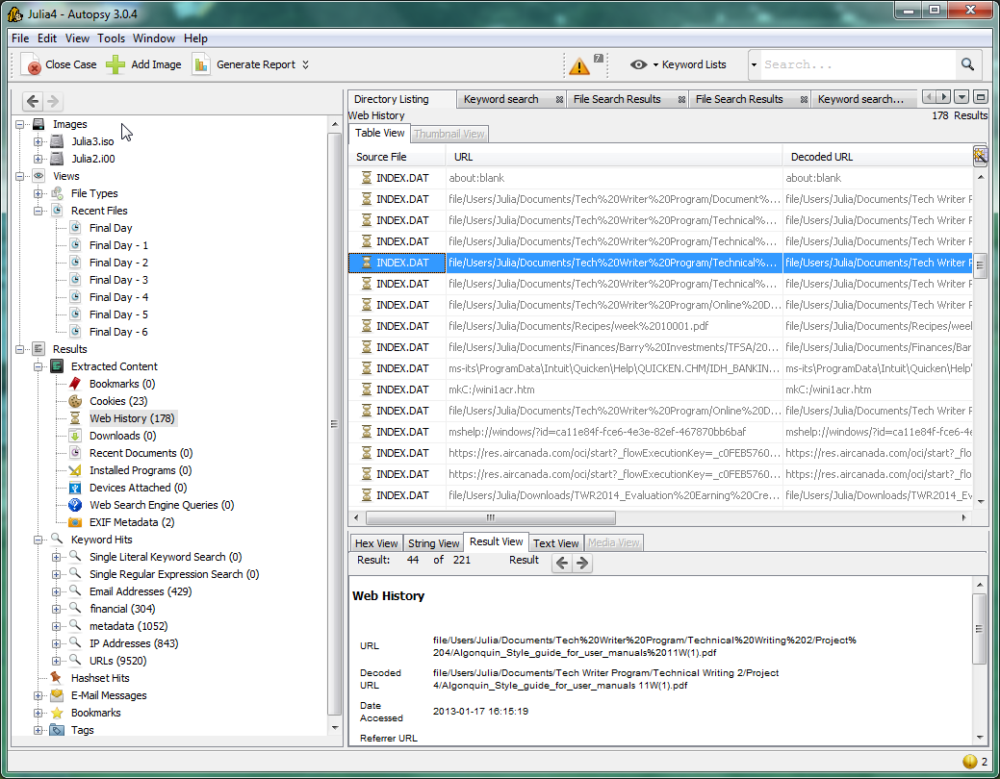 Julia4 - Autopsy 3.0.4
File Edit View Tools Window Help
Close Case Add Image Generate Report 7 Keyword Lists Search...
Images
Julia3.iso
Julia2.i00
Views
File Types
Recent Files
Final Day
Final Day - 1
Final Day - 2
Final Day - 3
Final Day - 4
Final Day - 5
Final Day - 6
Results
Extracted Content
Bookmarks (0)
Cookies (23)
Web History (178)
Downloads (0)
Recent Documents (0)
Installed Programs (0)
Devices Attached (0)
Web Search Engine Queries (0)
EXIF Metadata (2)
Keyword Hits
Single Literal Keyword Search (0)
Single Regular Expression Search (0)
Email Addresses (429)
financial (304)
metadata (1052)
IP Addresses (843)
URLs (9520)
Hashset Hits
E-Mail Messages
Bookmarks
Tags
Directory Listing Keyword search File Search Results File Search Results Keyword search...
Web History 178 Results
Table View Thumbnail View
Source File URL Decoded URL
INDEX.DAT about:blank about:blank
INDEX.DAT file/Users/Julia/Documents/Tech%20Writer%20Program/Document%... file/Users/Julia/Documents/Tech Writer P
INDEX.DAT file/Users/Julia/Documents/Tech%20Writer%20Program/Technical%... file/Users/Julia/Documents/Tech Writer P
INDEX.DAT file/Users/Julia/Documents/Tech%20Writer%20Program/Technical%... file/Users/Julia/Documents/Tech Writer P
INDEX.DAT file/Users/Julia/Documents/Tech%20Writer%20Program/Technical%... file/Users/Julia/Documents/Tech Writer P
INDEX.DAT file/Users/Julia/Documents/Tech%20Writer%20Program/Technical%... file/Users/Julia/Documents/Tech Writer P
INDEX.DAT file/Users/Julia/Documents/Tech%20Writer%20Program/Online%20D... file/Users/Julia/Documents/Tech Writer P
INDEX.DAT file/Users/Julia/Documents/Recipes/week%2010001.pdf file/Users/Julia/Documents/Recipes/week
INDEX.DAT file/Users/Julia/Documents/Finances/Barry%20Investments/TFSA/20... file/Users/Julia/Documents/Finances/Bar
INDEX.DAT ms-its\ProgramData\Intuit\Quicken\Help\QUICKEN.CHM/IDH_BANKIN... ms-its\ProgramData\Intuit\Quicken\Help\
INDEX.DAT mkC:/wini1acr.htm mkC:/wini1acr.htm
INDEX.DAT file/Users/Julia/Documents/Tech%20Writer%20Program/Online%20D... file/Users/Julia/Documents/Tech Writer P
INDEX.DAT mshelp://windows/?id=ca11e84f-fce6-4e3e-82ef-467870bb6baf mshelp://windows/?id=ca11e84f-fce6-4e
INDEX.DAT https://res.aircanada.com/oci/start?_flowExecutionKey=_c0FEB5760... https://res.aircanada.com/oci/start?_flo
INDEX.DAT https://res.aircanada.com/oci/start?_flowExecutionKey=_c0FEB5760... https://res.aircanada.com/oci/start?_flo
INDEX.DAT file/Users/Julia/Downloads/TWR2014_Evaluation%20Earning%20Cre... file/Users/Julia/Downloads/TWR2014_Ev
Hex View String View Result View Text View Media View
Result: 44 of 221 Result
Web History
URL file/Users/Julia/Documents/Tech%20Writer%20Program/Technical%20Writing%202/Project%
204/Algonquin_Style_guide_for_user_manuals%2011W(1).pdf
Decoded URL file/Users/Julia/Documents/Tech Writer Program/Technical Writing 2/Project
4/Algonquin_Style_guide_for_user_manuals 11W(1).pdf
Date Accessed 2013-01-17 16:15:19
Referrer URL
2